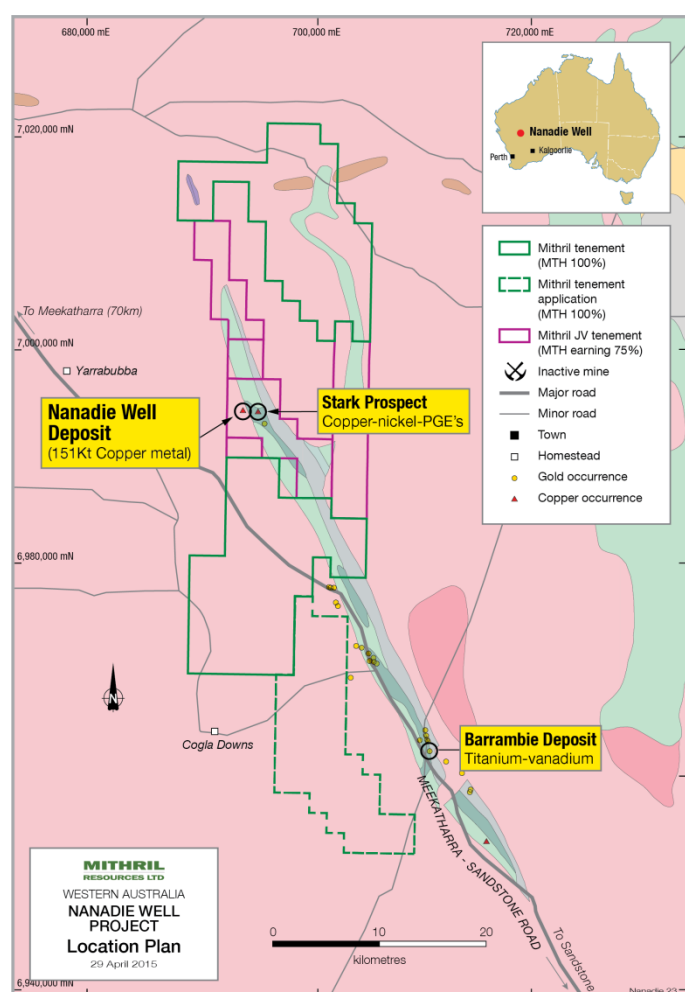 680,000 mE
700,000 mE
720,000 mE
7,020,000 mN
7,000,000 mN
6,980,000 mN
6,940,000 mN
Nanadie Well
Perth
Kalgoorlie
Mithril tenement
(MTH 100%)
Mithril tenement
application
(MTH 100%)
Mithril JV tenement
(MTH earning 75%)
Inactive mine
Major road
Minor road
Town
Homestead
Gold occurrence
Copper occurrence
To Meekatharra (70km)
Yarrabubba
Nanadie Well
Deposit
(151Kt Copper metal)
Stark Prospect
Copper-nickel-PGE's
N
Cogla Downs
Barrambie Deposit
Titanium-vanadium
MEEKATHARRA - SANDSTONE ROAD
To Sandstone
MITHRIL
RESOURCES LTD
WESTERN AUSTRALIA
NANADIE WELL
PROJECT
Location Plan
29 April 2015
0
10
20
kilometres
Nanadie 23